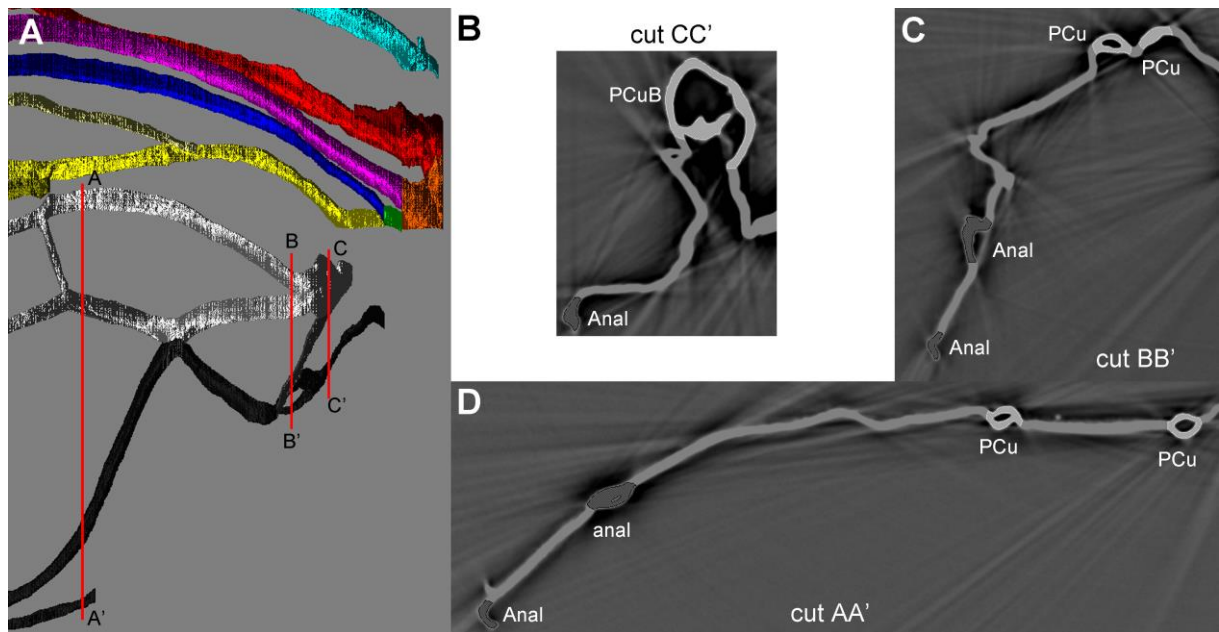 A
A
B
C
B'
C'
A'
B
cut CC'
PCuB
Anal
C
PCu
PCu
Anal
Anal
cut BB'
D
PCu
PCu
anal
Anal
cut AA'